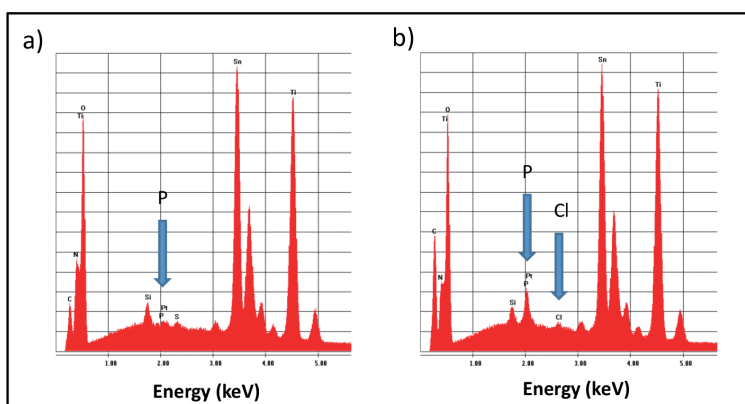 a)
Sn
Ti
O
Ti
P
N
C
Si
Pt
P
S
1.00 2.00 3.00 4.00 5.00
Energy (keV)
b)
Sn
Ti
O
Ti
P
Cl
C
N
Si
Pt
P
Cl
1.00 2.00 3.00 4.00 5.00
Energy (keV)